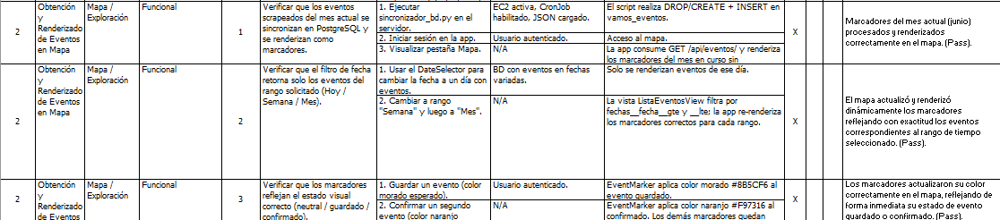 2
Obtención
y
Renderizado
de Eventos
en Mapa
Mapa /
Exploración
Funcional
1
Verificar que los eventos
scrapeados del mes actual se
sincronizan en PostgreSQL y
se renderizan como
marcadores.
1. Ejecutar
sincronizador_bd.py en el
servidor.
EC2 activa, CronJob
habilitado, JSON cargado.
El script realiza DROP/CREATE + INSERT en
vamos_eventos.
2. Iniciar sesión en la app.
Usuario autenticado.
Acceso al mapa.
3. Visualizar pestaña Mapa.
N/A
La app consume GET /api/eventos/ y renderiza
los marcadores del mes en curso sin
X
Marcadores del mes actual (junio)
procesados y renderizados
correctamente en el mapa. (Pass).
2
Obtención
y
Renderizado
de Eventos
en Mapa
Mapa /
Exploración
Funcional
2
Verificar que el filtro de fecha
retorna solo los eventos del
rango solicitado (Hoy /
Semana / Mes).
1. Usar el DateSelector para
cambiar la fecha a un día con
eventos.
BD con eventos en fechas
variadas.
Solo se renderizan eventos de ese día.
2. Cambiar a rango
"Semana" y luego a "Mes".
N/A
La vista ListaEventosView filtra por
fechas__fecha__gte y __lte; la app re-renderiza
los marcadores correctos para cada rango.
X
El mapa actualizó y renderizó
dinámicamente los marcadores
reflejando con exactitud los eventos
correspondientes al rango de tiempo
seleccionado. (Pass).
2
Obtención
y
Renderizado
de Eventos
Mapa /
Exploración
Funcional
3
Verificar que los marcadores
reflejan el estado visual
correcto (neutral / guardado /
confirmado).
1. Guardar un evento (color
morado esperado).
Usuario autenticado.
EventMarker aplica color morado #8B5CF6 al
evento guardado.
2. Confirmar un segundo
evento (color naranjo
N/A
EventMarker aplica color naranjo #F97316 al
confirmado. Los demás marcadores quedan
X
Los marcadores actualizaron su color
correctamente en el mapa, reflejando de
forma inmediata su estado de evento
guardado o confirmado. (Pass).